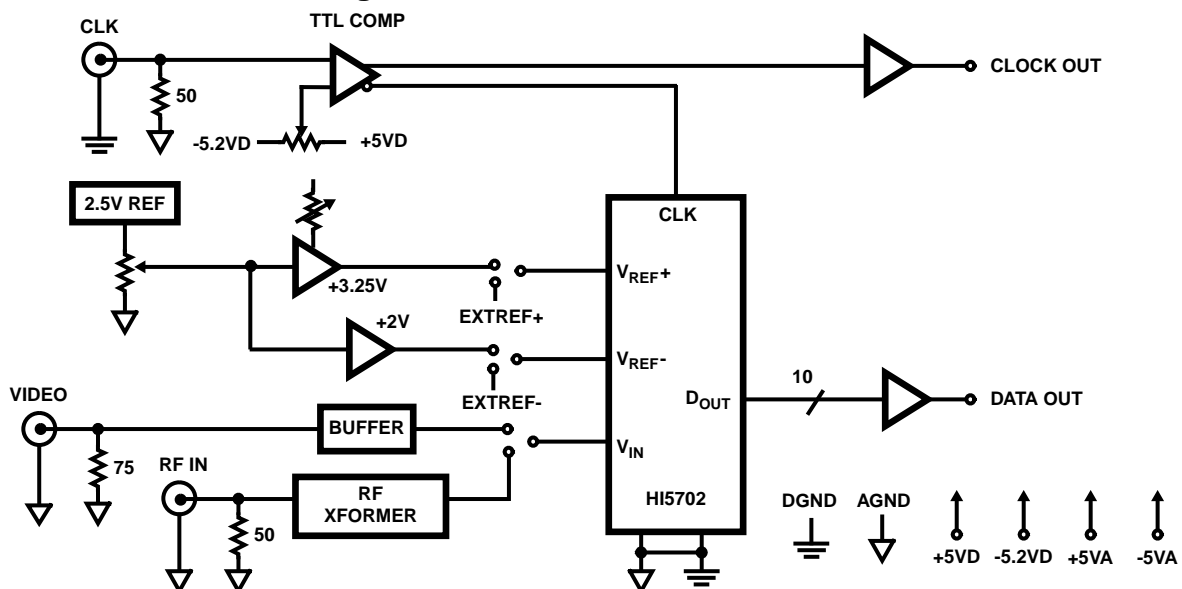 CLK
TTL COMP
CLOCK OUT
50
-5.2VD
+5VD
2.5V REF
CLK
+3.25V
VREF+
EXTREF+
+2V
VREF-
EXTREF-
10
DOUT
DATA OUT
VIDEO
BUFFER
75
VIN
RF IN
RF
XFORMER
50
HI5702
DGND
AGND
+5VD
-5.2VD
+5VA
-5VA